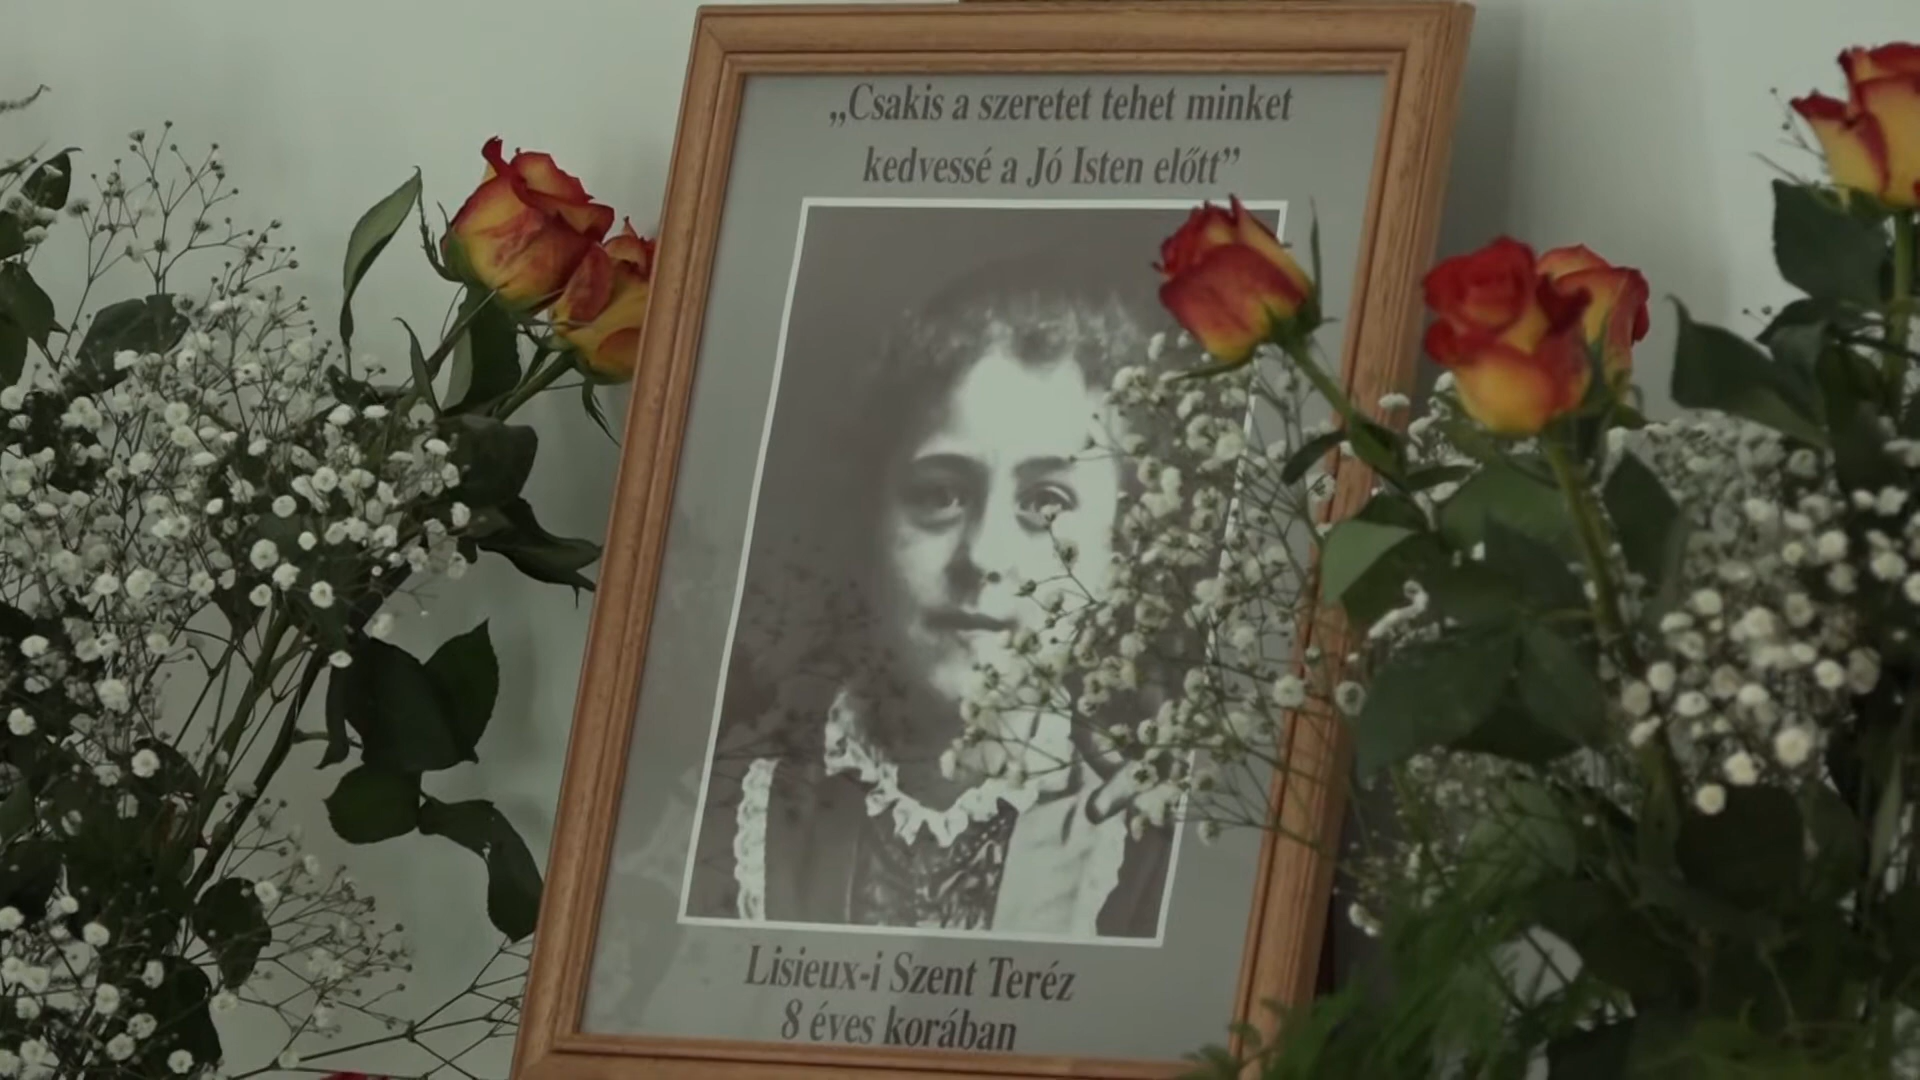 „Csakis a szeretet tehet minket
kedvessé a Jó Isten előtt”
Lisieux-i Szent Teréz
8 éves korában